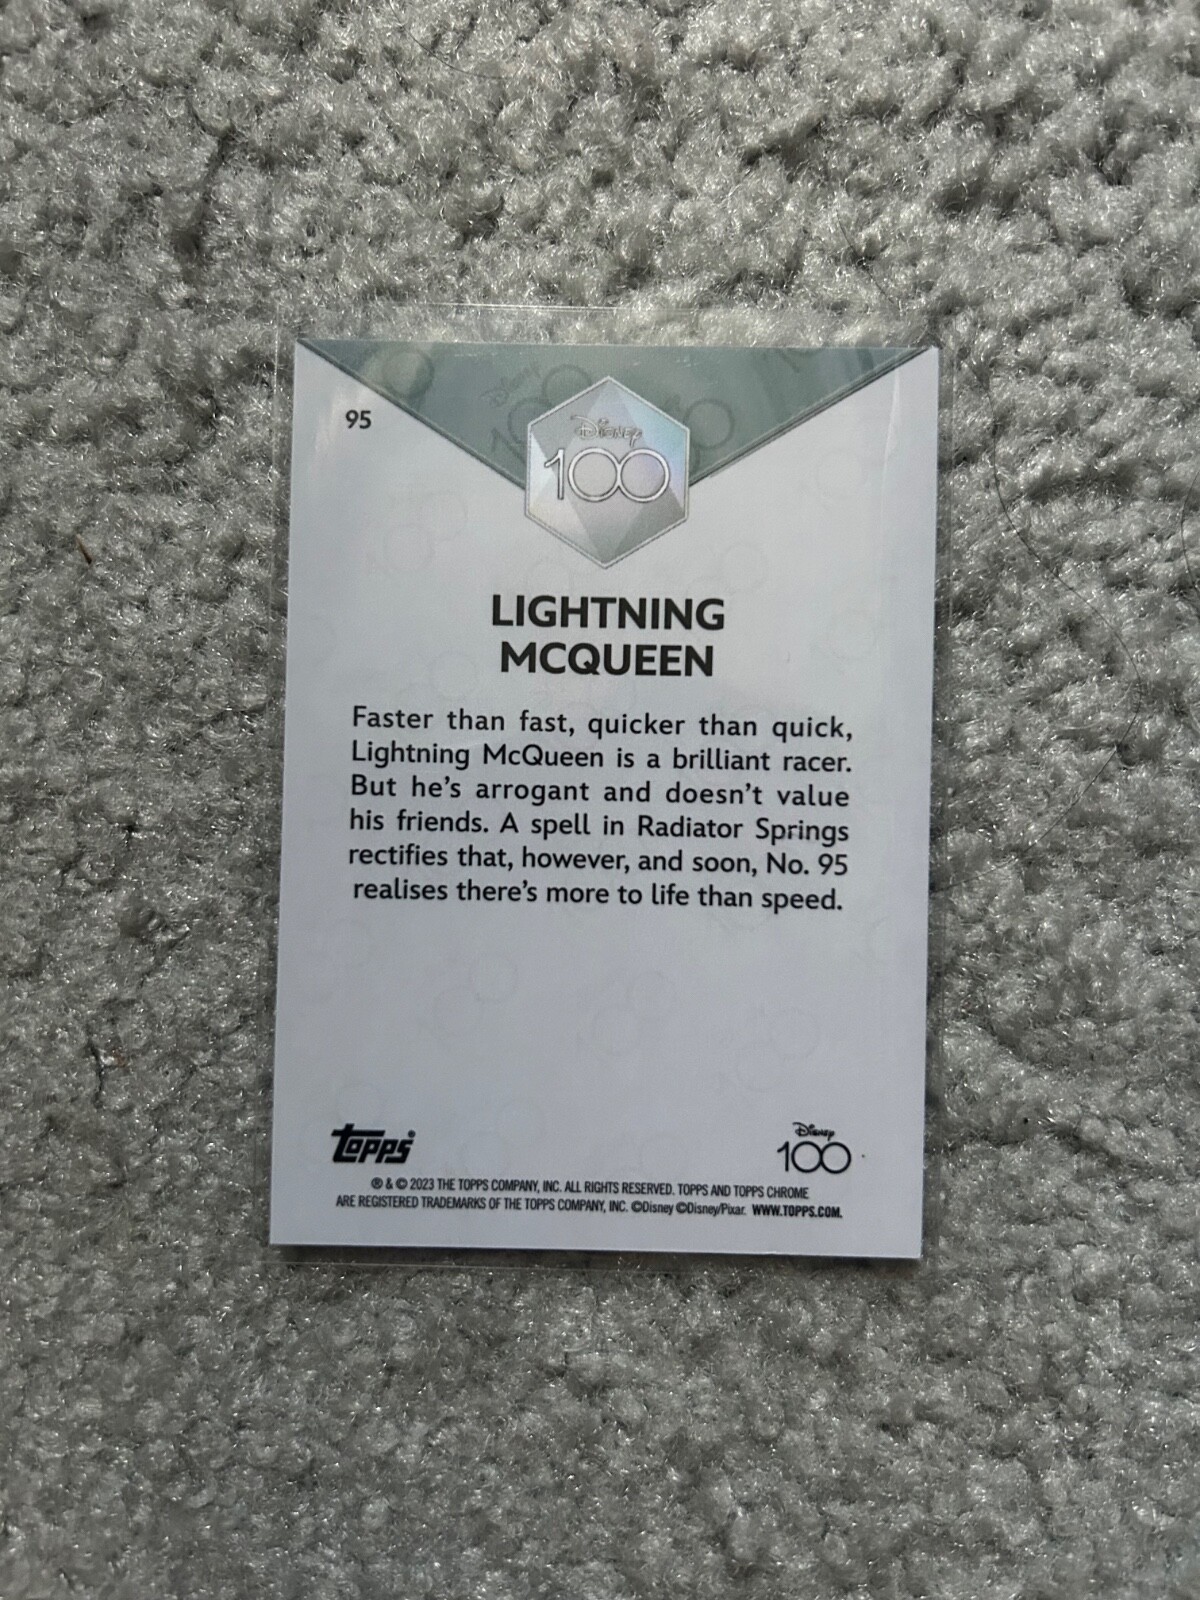 95
Disney
100
LIGHTNING
MCQUEEN
Faster than fast, quicker than quick,
Lightning McQueen is a brilliant racer.
But he's arrogant and doesn't value
his friends. A spell in Radiator Springs
rectifies that, however, and soon, No. 95
realises there's more to life than speed.
Topps®
Disney
100
® & © 2023 THE TOPPS COMPANY, INC. ALL RIGHTS RESERVED. TOPPS AND TOPPS CHROME
ARE REGISTERED TRADEMARKS OF THE TOPPS COMPANY, INC. ©Disney ©Disney/Pixar. WWW.TOPPS.COM.